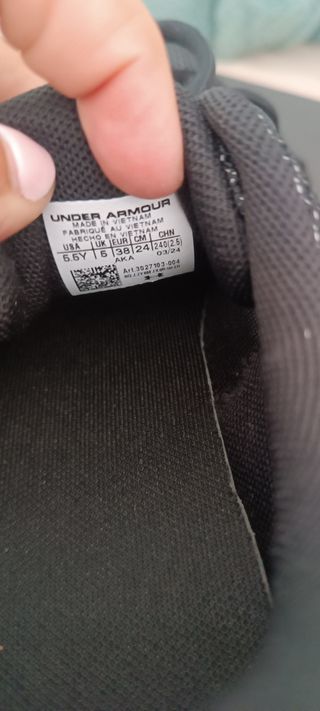 UNDER ARMOUR
MADE IN VIETNAM
FABRIQUÉ AU VIETNAM
HECHO EN VIETNAM
USA UK EUR CM CHN
5.5Y 5 38 24 240(2.5)
AKA 03/24
Art.3027103-004